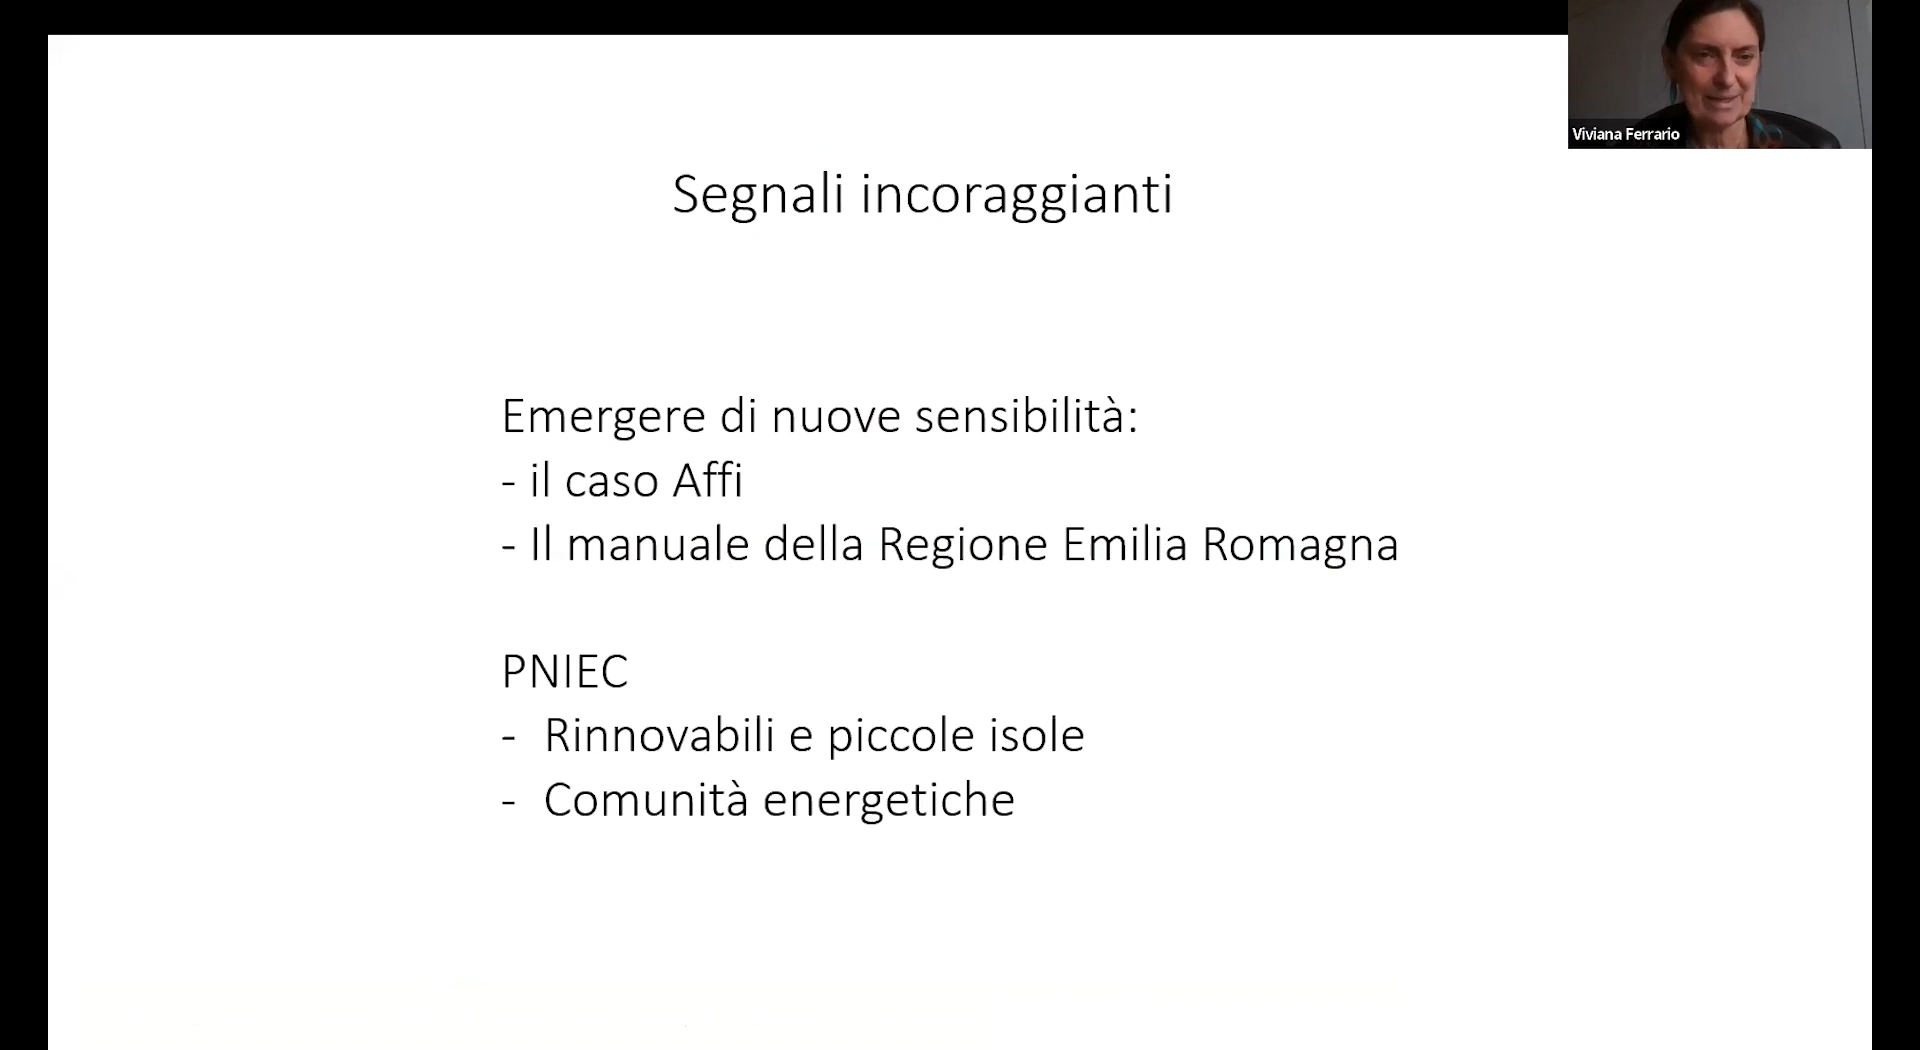 Viviana Ferrario
Segnali incoraggianti
Emergere di nuove sensibilità:
- il caso Affi
- Il manuale della Regione Emilia Romagna
PNIEC
- Rinnovabili e piccole isole
- Comunità energetiche